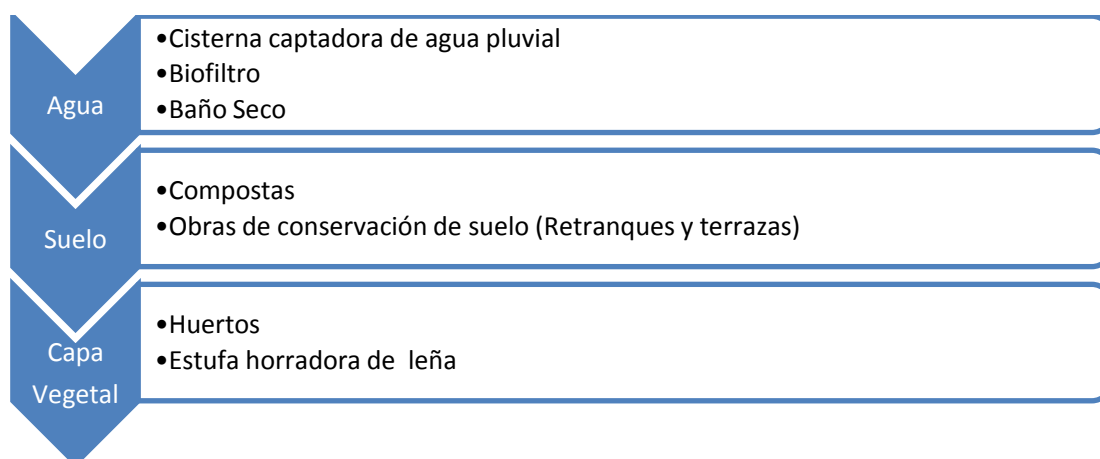 Agua
•Cisterna captadora de agua pluvial
•Biofiltro
•Baño Seco
Suelo
•Compostas
•Obras de conservación de suelo (Retranques y terrazas)
Capa
Vegetal
•Huertos
•Estufa horradora de leña